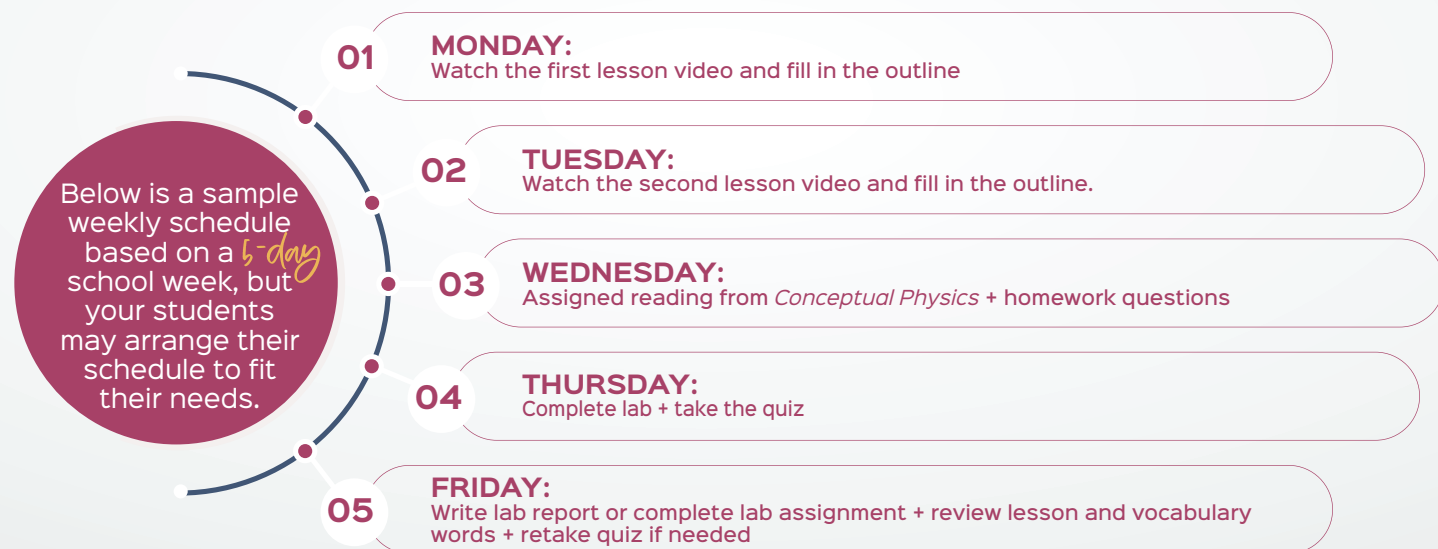 Below is a sample
weekly schedule
based on a 5-day
school week, but
your students
may arrange their
schedule to fit
their needs.
01
MONDAY:
Watch the first lesson video and fill in the outline
02
TUESDAY:
Watch the second lesson video and fill in the outline.
03
WEDNESDAY:
Assigned reading from Conceptual Physics + homework questions
04
THURSDAY:
Complete lab + take the quiz
05
FRIDAY:
Write lab report or complete lab assignment + review lesson and vocabulary
words + retake quiz if needed